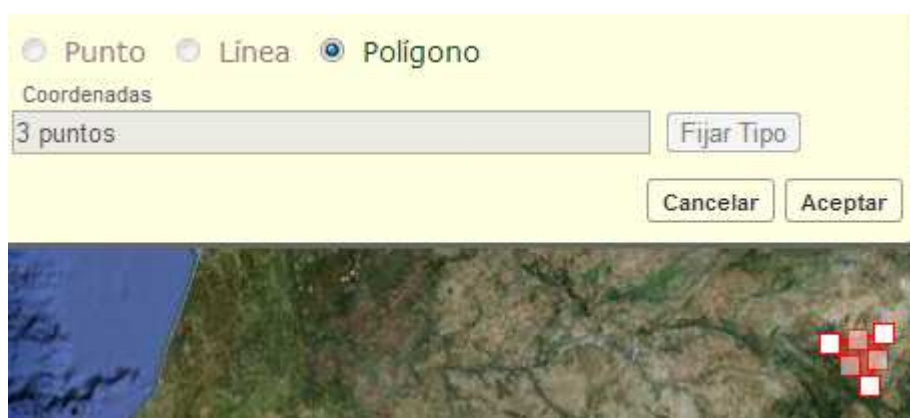 Punto Línea Polígono
Coordenadas
3 puntos Fijar Tipo
Cancelar Aceptar